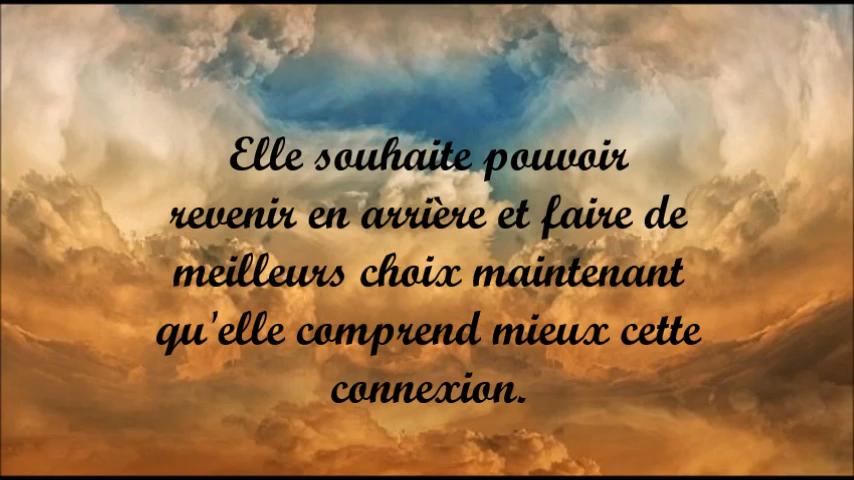 Elle souhaite pouvoir
revenir en arrière et faire de
meilleurs choix maintenant
qu'elle comprend mieux cette
connexion.